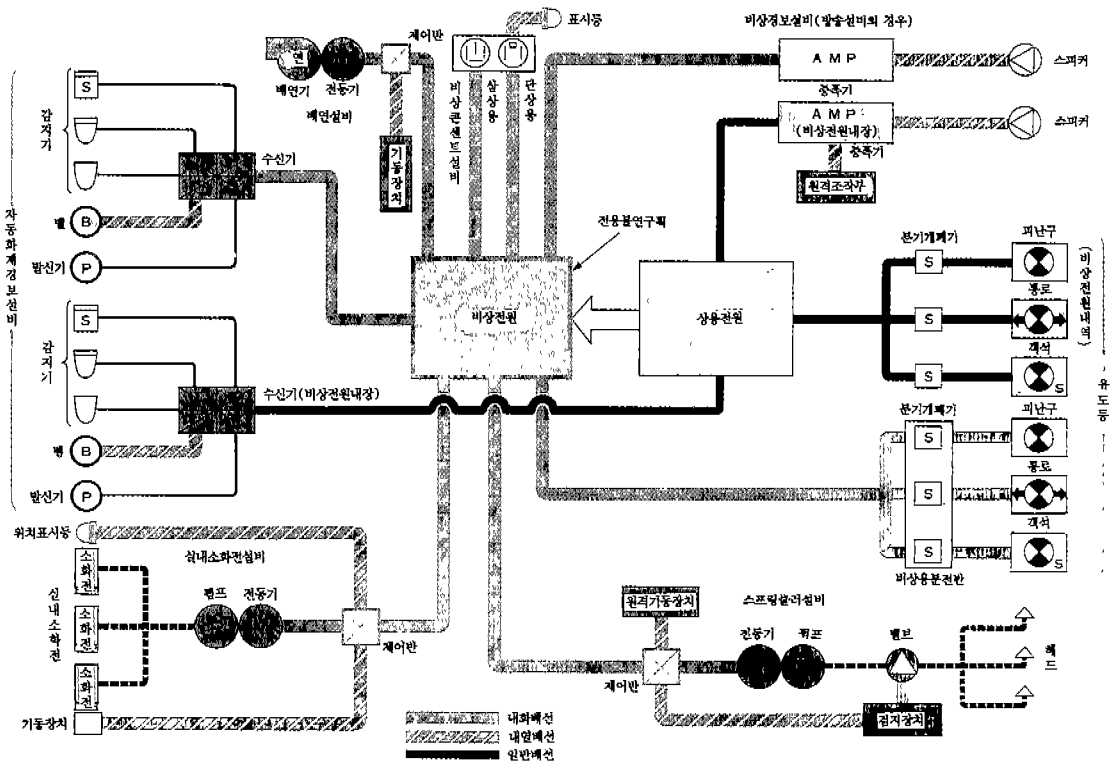 표시등
제어반
비상경보설비(방송설비의 경우)
AMP
스피커
증폭기
연
배연기
전동기
배연설비
비상콘센트설비
삼상용
단상용
AMP
(비상전원내장)
스피커
증폭기
S
감지기
수신기
기동장치
원격조작부
벨
B
발신기
P
자동화재경보설비
전용불연구획
비상전원
상용전원
분기개폐기
피난구
S
통로
S
객석
S
S
(비상전원내역)
유도등
S
감지기
수신기(비상전원내장)
벨
B
발신기
P
분기개폐기
피난구
S
통로
S
객석
S
S
비상용분전반
위치표시등
실내소화전설비
소화전
소화전
소화전
실내소화전
펌프
전동기
제어반
기동장치
원격기동장치
스프링클러설비
전동기
펌프
밸브
헤드
제어반
검지장치
내화배선
내열배선
일반배선